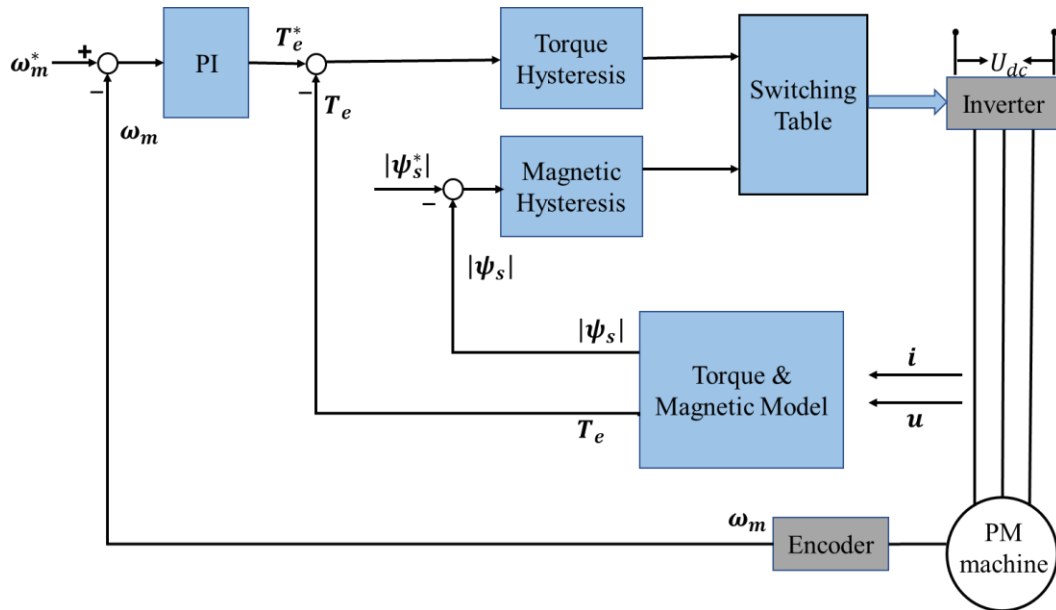 ω*m
+
−
ωm
PI
T*e
−
Te
Torque
Hysteresis
Switching
Table
Udc
Inverter
|ψ*s|
−
Magnetic
Hysteresis
|ψs|
|ψs|
Te
Torque &
Magnetic Model
i
u
ωm
Encoder
PM
machine